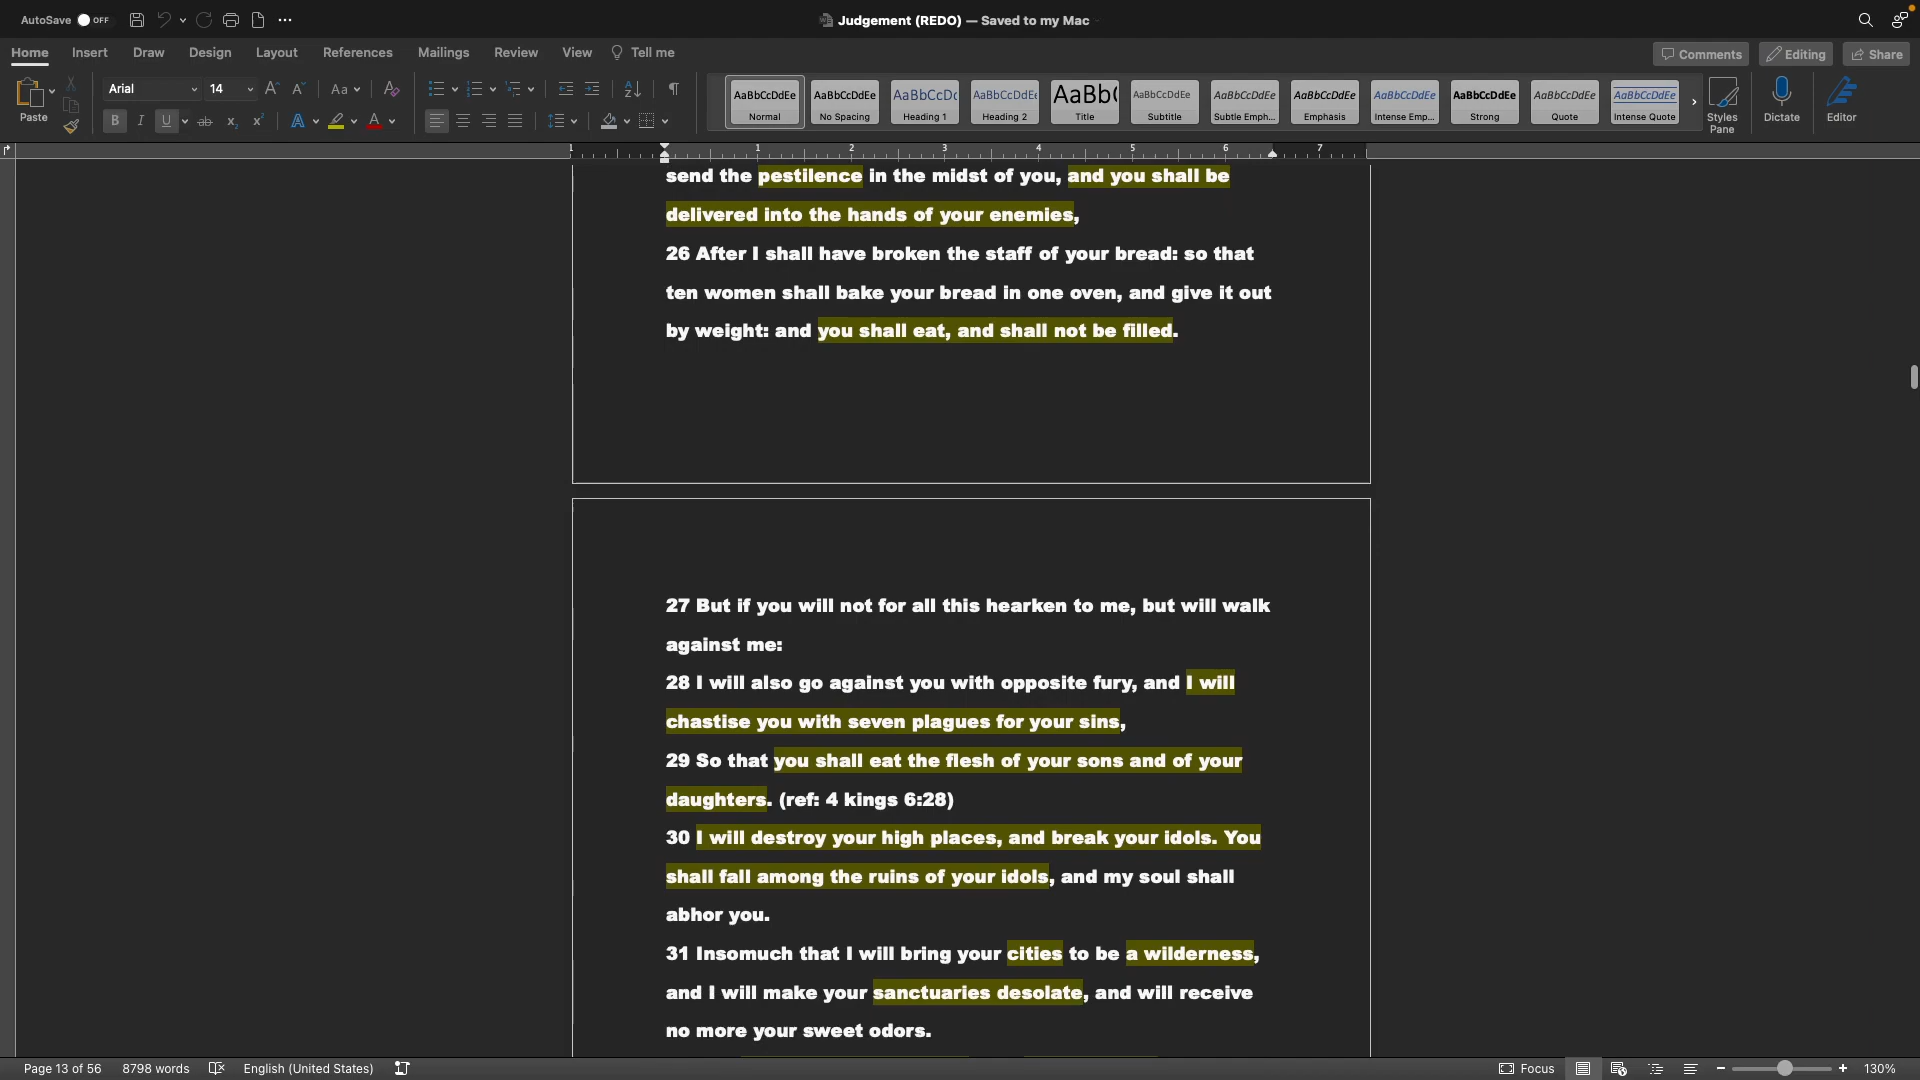 AutoSave OFF
Judgement (REDO) — Saved to my Mac
Home Insert Draw Design Layout References Mailings Review View Tell me
Comments Editing Share
Paste
Arial 14
Aa
B I U ab x x A A
AaBbCcDdEe AaBbCcDdEe AaBbCcDc AaBbCcDdEe AaBb( AaBbCcDdEe AaBbCcDdEe AaBbCcDdEe AaBbCcDdEe AaBbCcDdEe AaBbCcDdEe AaBbCcDdEe
Normal No Spacing Heading 1 Heading 2 Title Subtitle Subtle Emph... Emphasis Intense Emp... Strong Quote Intense Quote
Styles Pane
Dictate
Editor
1 1 2 3 4 5 6 7
send the pestilence in the midst of you, and you shall be
delivered into the hands of your enemies,
26 After I shall have broken the staff of your bread: so that
ten women shall bake your bread in one oven, and give it out
by weight: and you shall eat, and shall not be filled.
27 But if you will not for all this hearken to me, but will walk
against me:
28 I will also go against you with opposite fury, and I will
chastise you with seven plagues for your sins,
29 So that you shall eat the flesh of your sons and of your
daughters. (ref: 4 kings 6:28)
30 I will destroy your high places, and break your idols. You
shall fall among the ruins of your idols, and my soul shall
abhor you.
31 Insomuch that I will bring your cities to be a wilderness,
and I will make your sanctuaries desolate, and will receive
no more your sweet odors.
Page 13 of 56 8798 words English (United States) Focus 130%